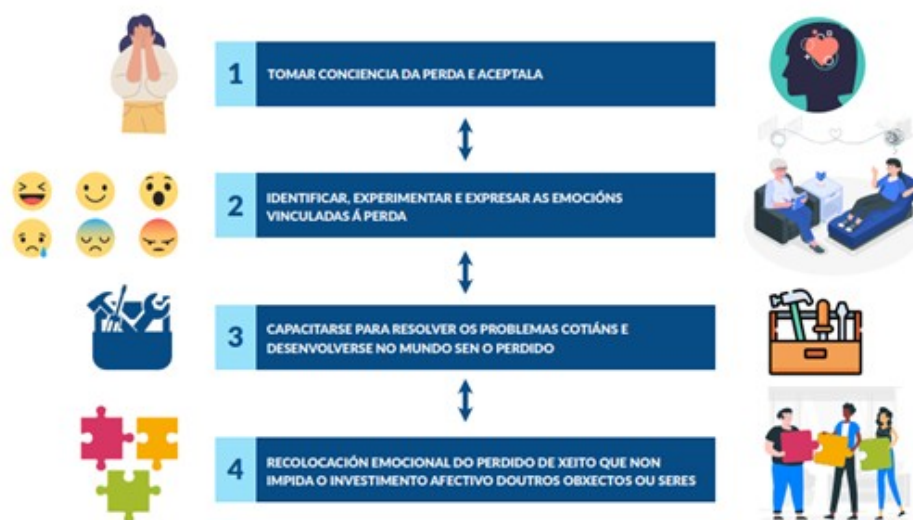 1
TOMAR CONCIENCIA DA PERDA E ACEPTALA
2
IDENTIFICAR, EXPERIMENTAR E EXPRESAR AS EMOCIÓNS
VINCULADAS Á PERDA
3
CAPACITARSE PARA RESOLVER OS PROBLEMAS COTIÁNS E
DESENVOLVERSE NO MUNDO SEN O PERDIDO
4
RECOLOCACIÓN EMOCIONAL DO PERDIDO DE XEITO QUE NON
IMPIDA O INVESTIMENTO AFECTIVO DOUTROS OBXECTOS OU SERES